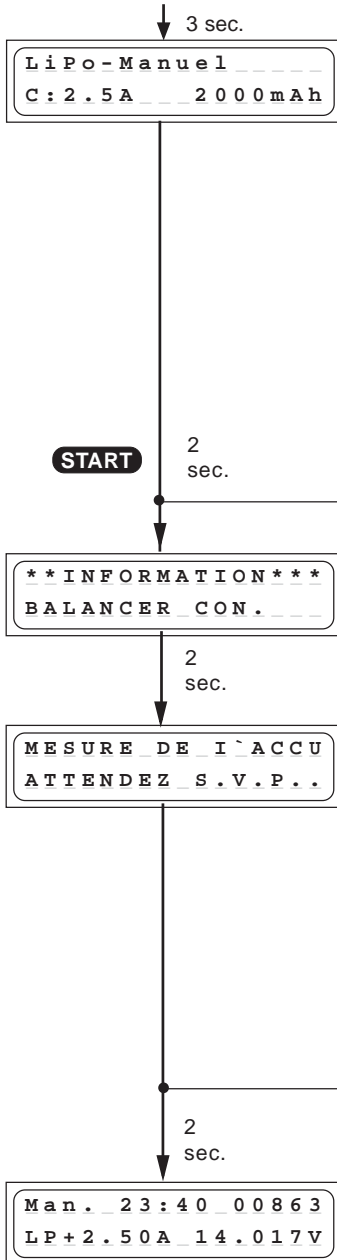 3 sec.
LiPo-Manuel
C:2.5A 2000mAh
START
2
sec.
**INFORMATION***
BALANCER CON.
2
sec.
MESURE DE I`ACCU
ATTENDEZ S.V.P..
2
sec.
Man. 23:40 00863
LP+2.50A 14.017V